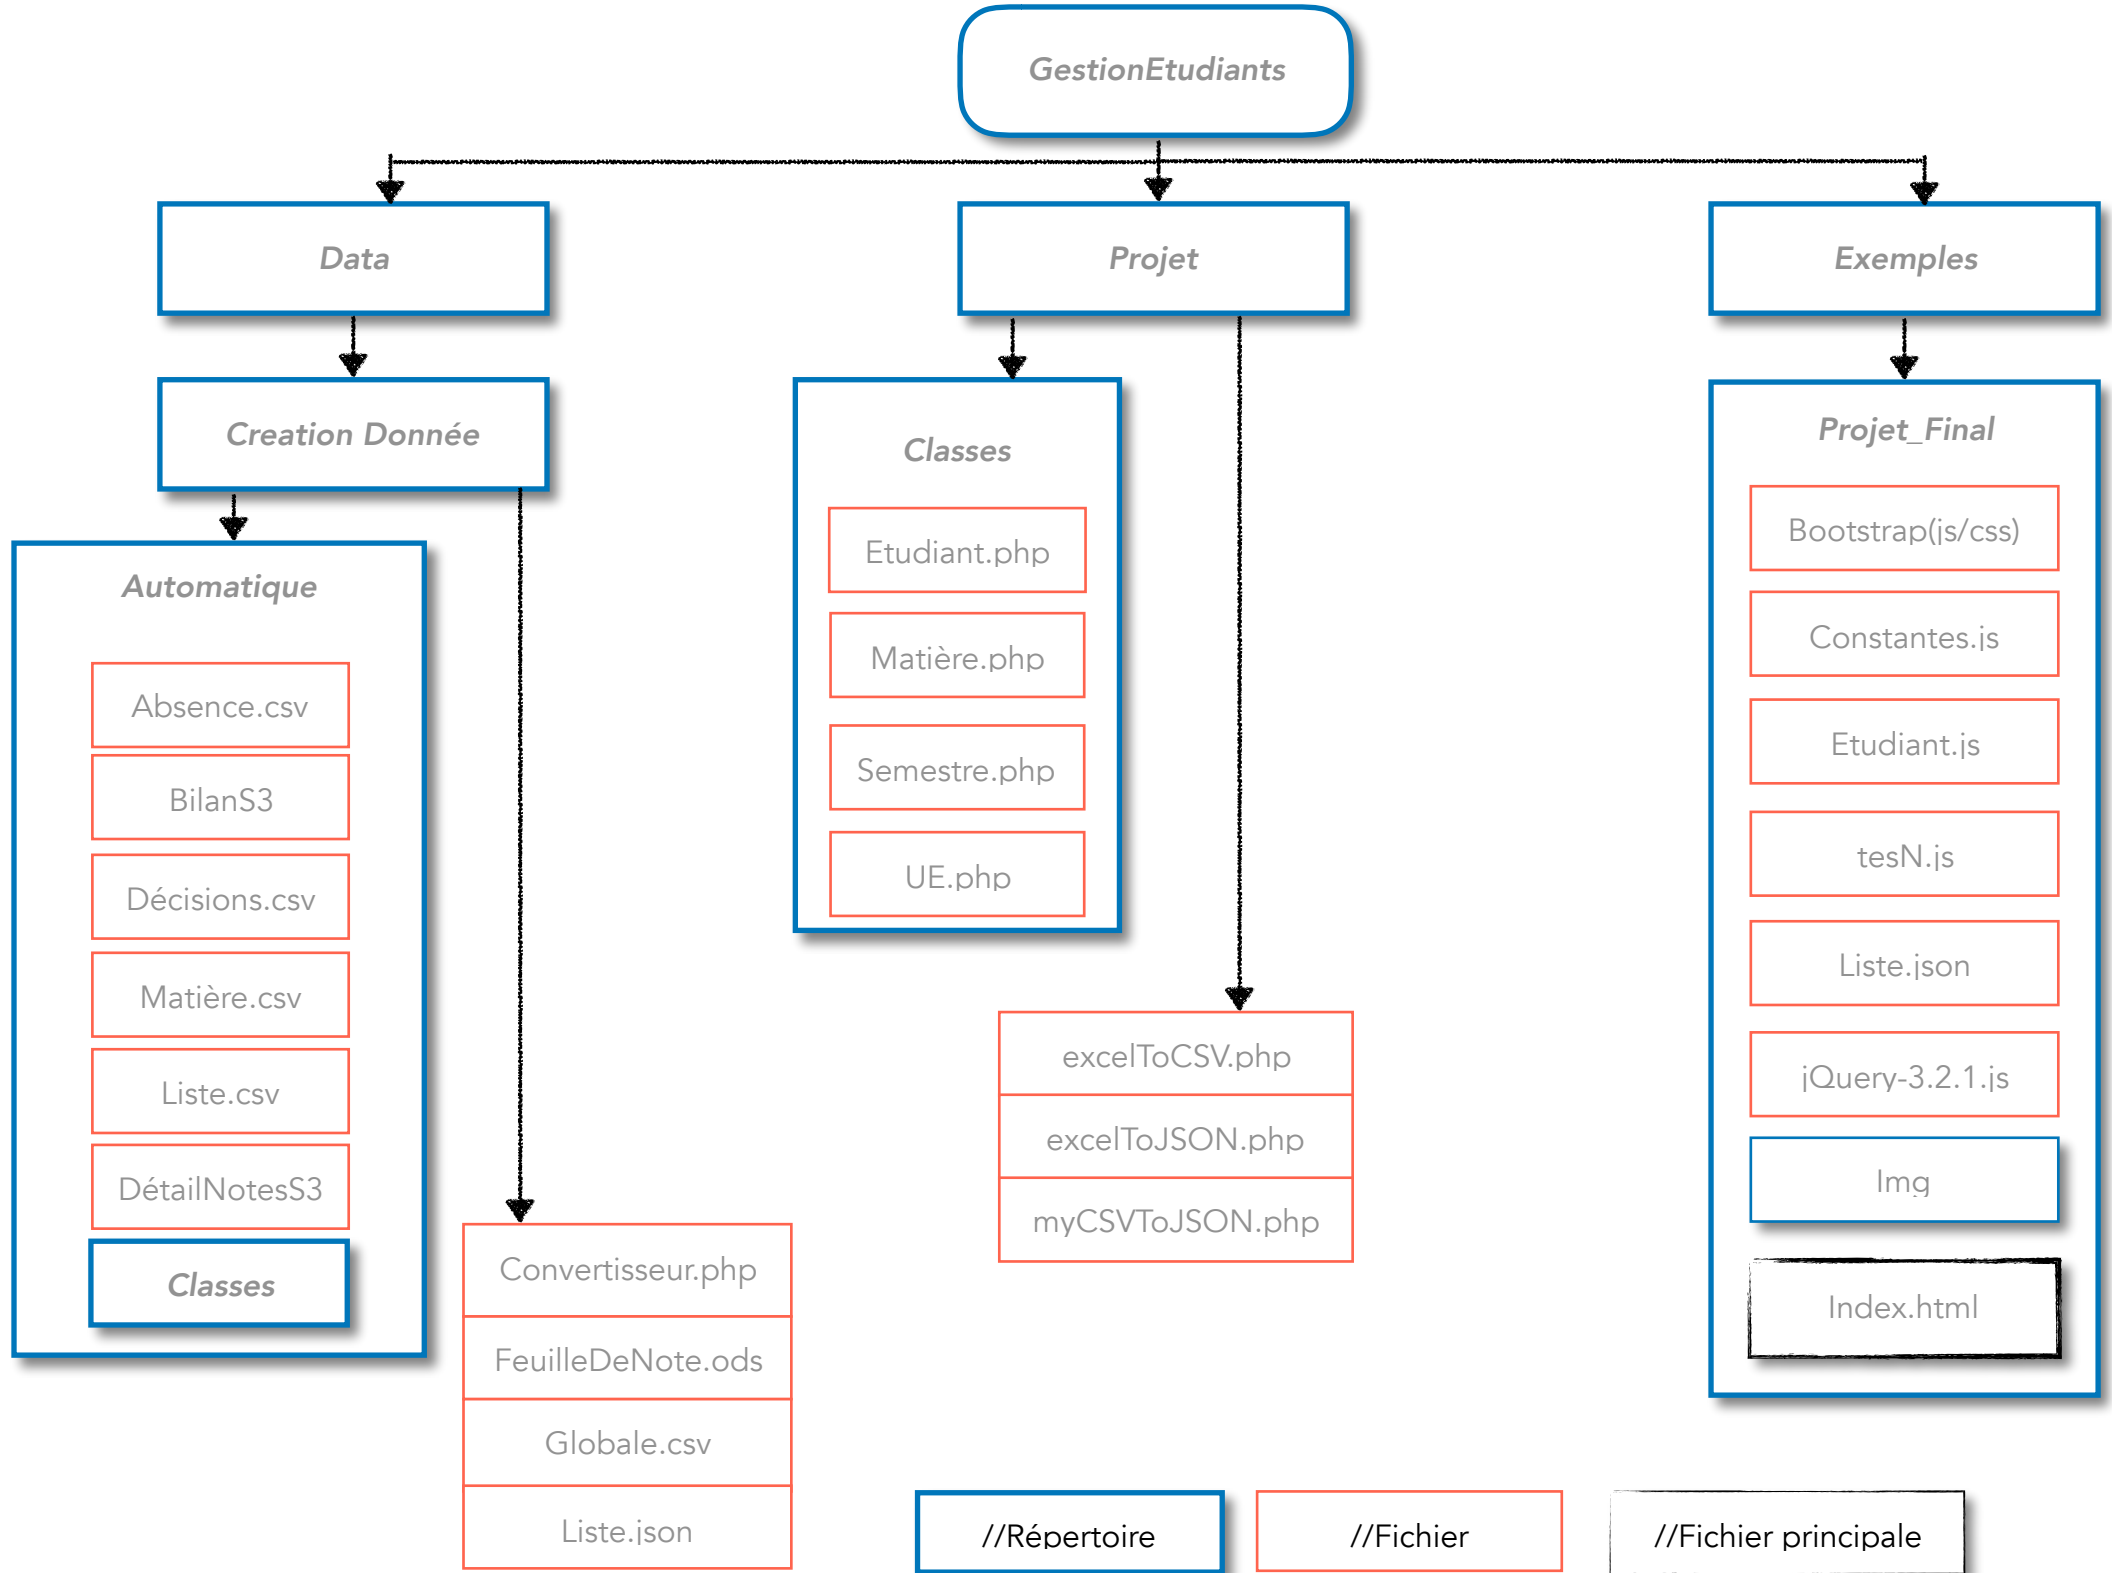 GestionEtudiants
Data
Projet
Exemples
Creation Donnée
Classes
Projet_Final
Automatique
Absence.csv
BilanS3
Décisions.csv
Matière.csv
Liste.csv
DétailNotesS3
Classes
Convertisseur.php
FeuilleDeNote.ods
Globale.csv
Liste.json
Etudiant.php
Matière.php
Semestre.php
UE.php
excelToCSV.php
excelToJSON.php
myCSVToJSON.php
Bootstrap(js/css)
Constantes.js
Etudiant.js
tesN.js
Liste.json
jQuery-3.2.1.js
Img
Index.html
//Répertoire
//Fichier
//Fichier principale